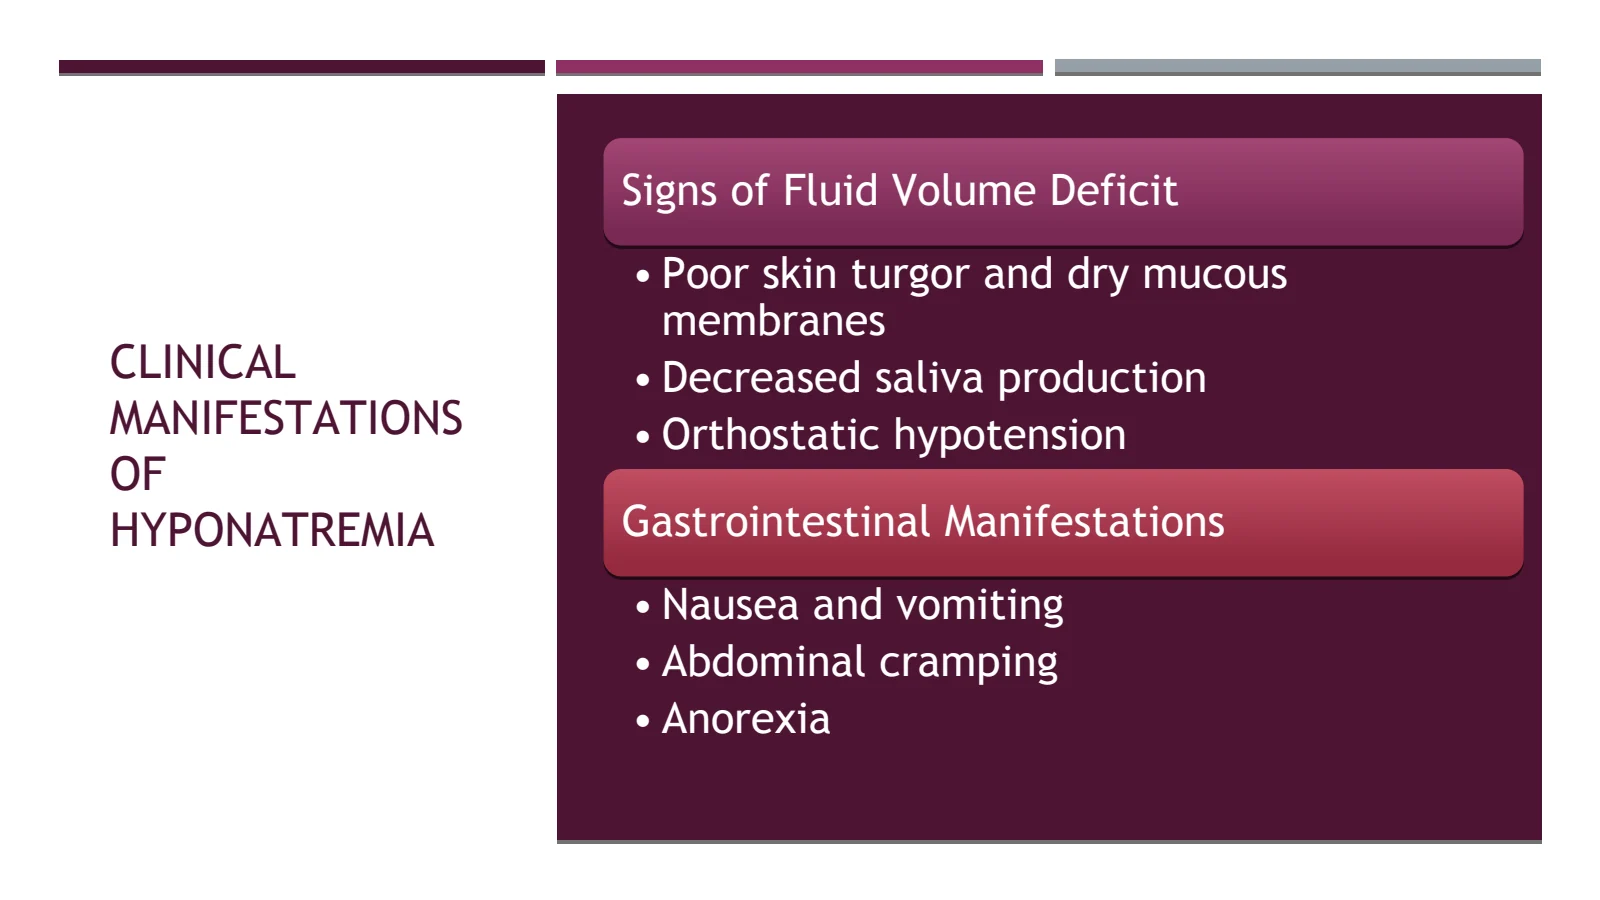 CLINICAL
MANIFESTATIONS
OF
HYPONATREMIA
Signs of Fluid Volume Deficit
• Poor skin turgor and dry mucous
membranes
• Decreased saliva production
• Orthostatic hypotension
Gastrointestinal Manifestations
• Nausea and vomiting
• Abdominal cramping
• Anorexia